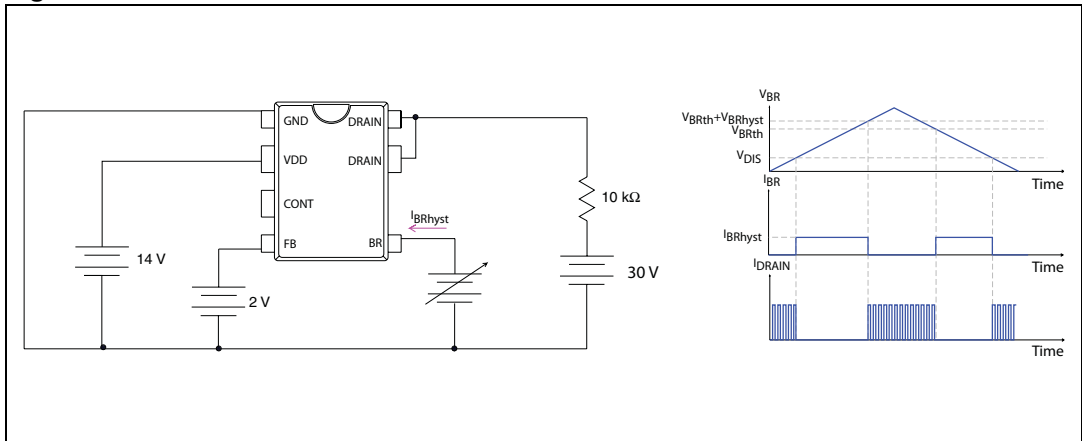 GND
DRAIN
VDD
DRAIN
CONT
FB
BR
IBRhyst
14 V
2 V
10 kΩ
30 V
VBR
VBRth+VBRhyst
VBRth
VDIS
Time
IBR
IBRhyst
Time
IDRAIN
Time